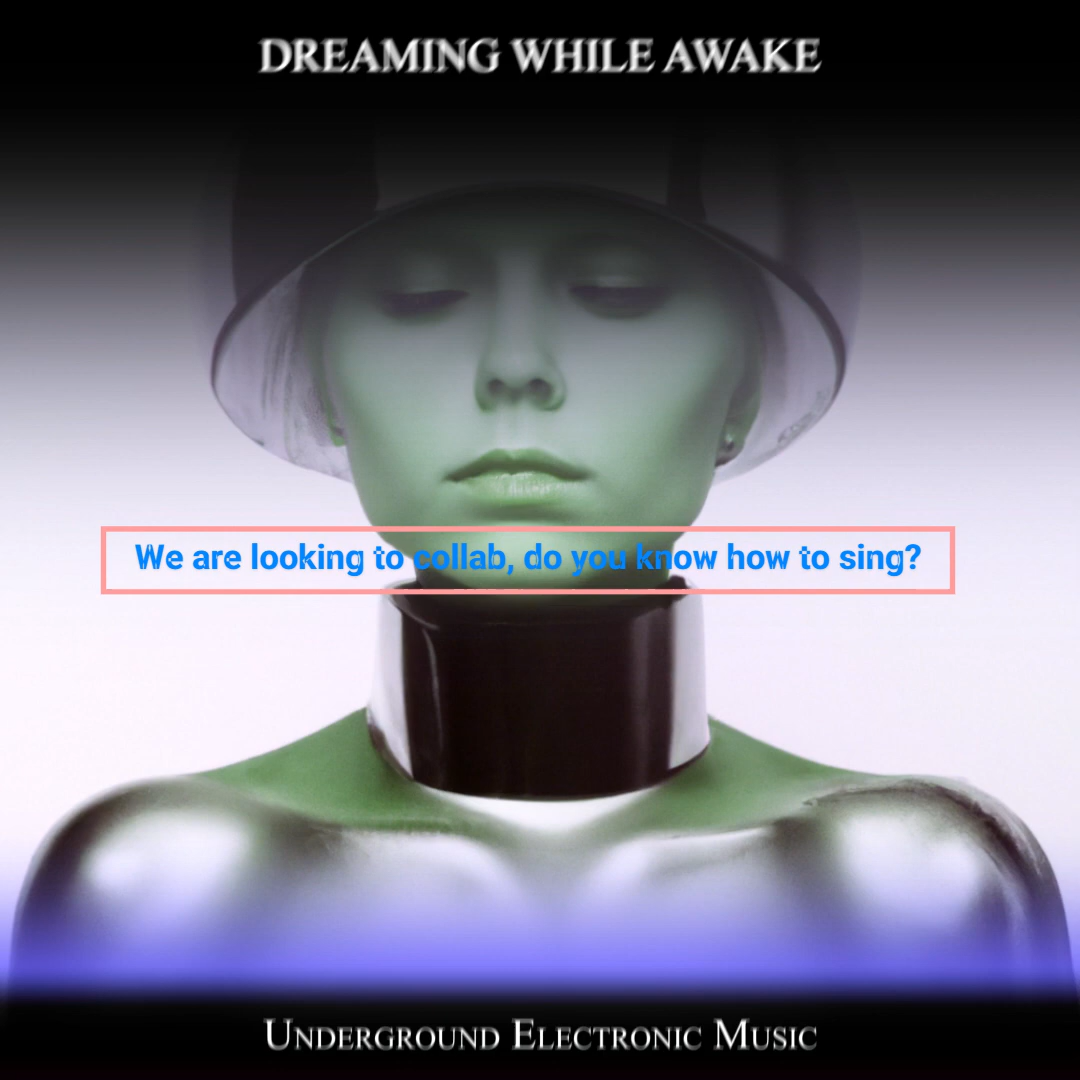 DREAMING WHILE AWAKE
We are looking to collab, do you know how to sing?
Underground Electronic Music